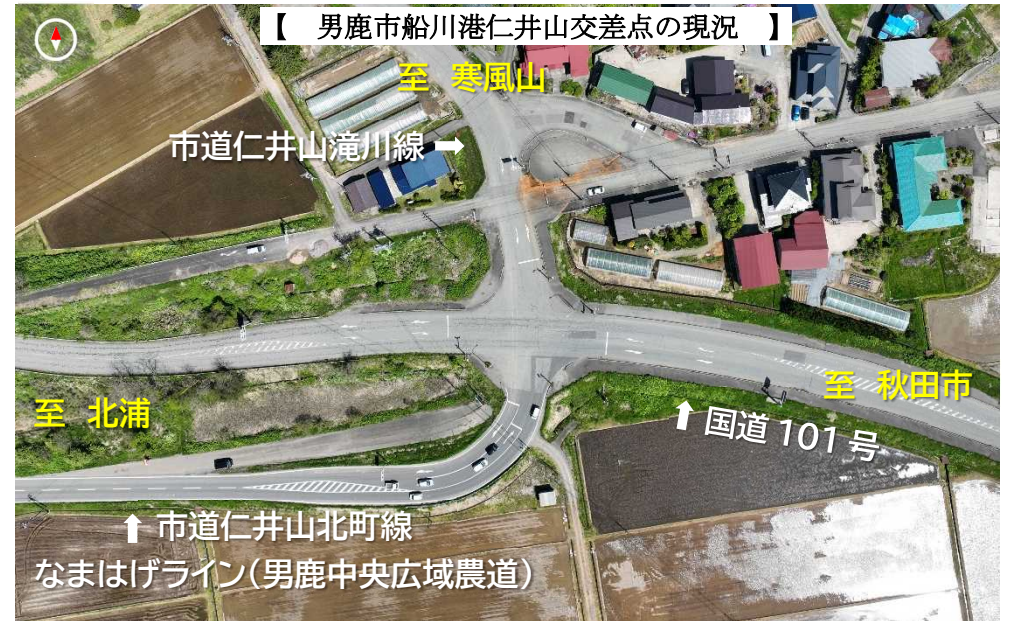 【　男鹿市船川港仁井山交差点の現況　】
至 寒風山
市道仁井山滝川線 ➡
至 秋田市
至 北浦
⬆ 国道101号
⬆ 市道仁井山北町線
なまはげライン（男鹿中央広域農道）